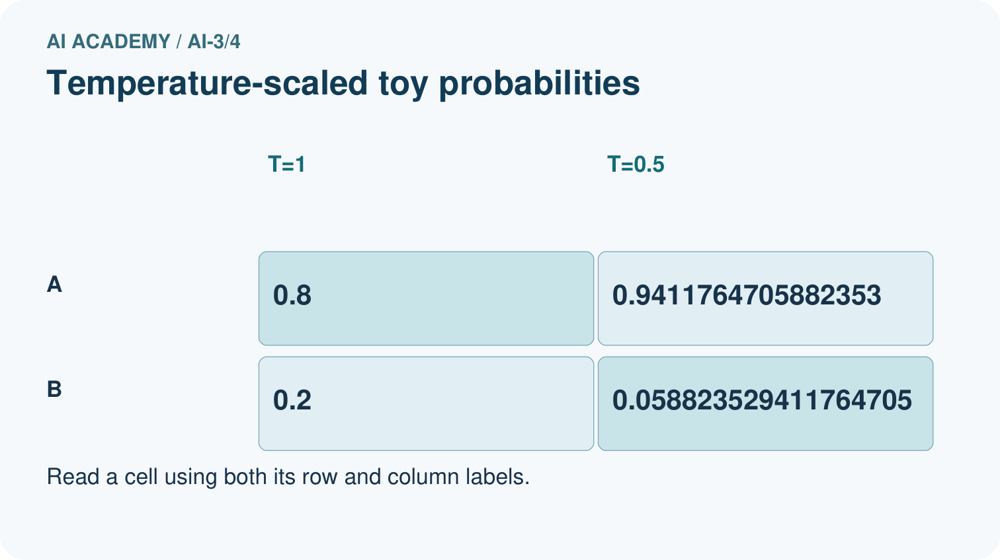 AI ACADEMY / AI-3/4
Temperature-scaled toy probabilities
T=1 T=0.5
A 0.8 0.9411764705882353
B 0.2 0.058823529411764705
Read a cell using both its row and column labels.